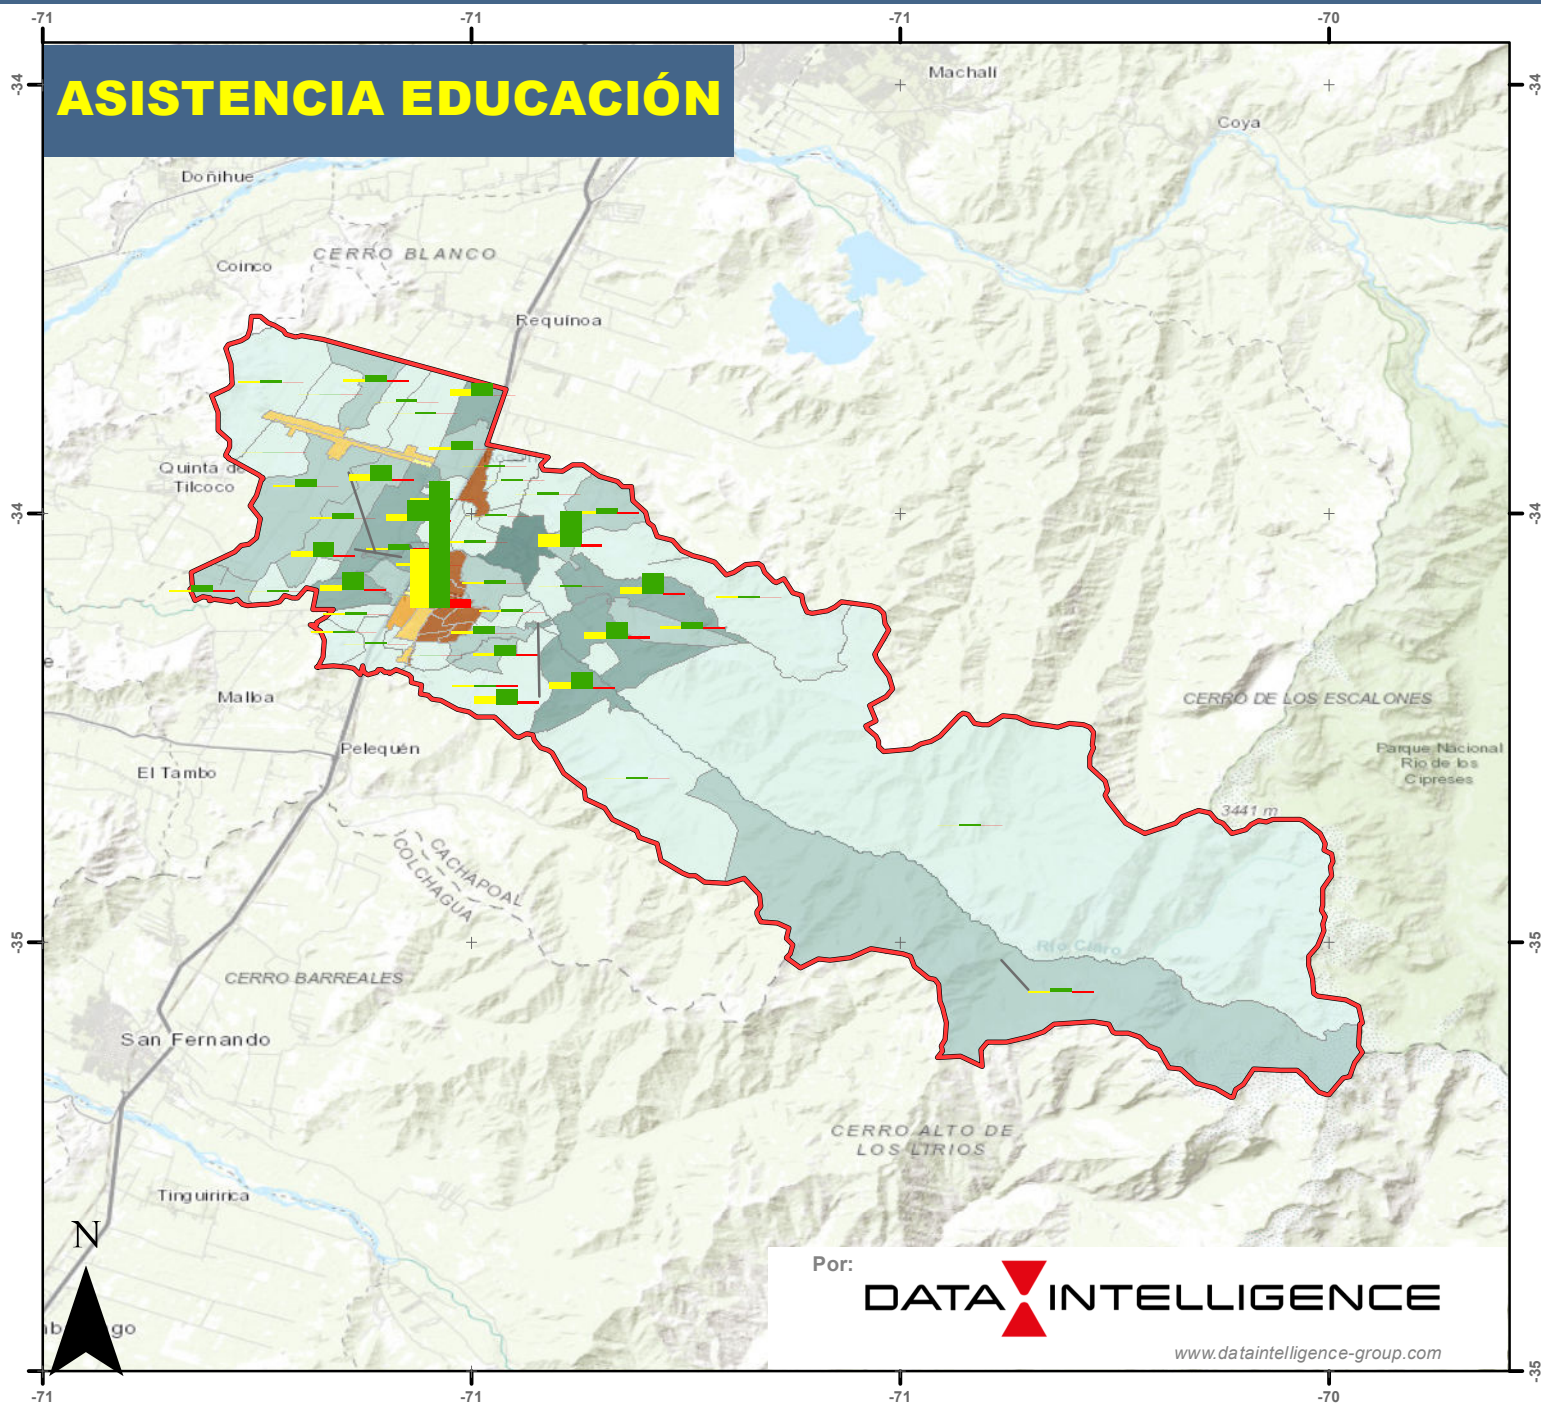 -71
-71
-71
-70
-34
-34
ASISTENCIA EDUCACIÓN
Machalí
Coya
Doñihue
CERRO BLANCO
Coinco
Requínoa
Quinta de
Tilcoco
-34
-34
Malloa
CERRO DE LOS ESCALONES
Pelequén
Parque Nacional
Río de los
Cipreses
El Tambo
3441 m
CACHAPOAL
COLCHAGUA
-35
-35
Río Claro
CERRO BARREALES
San Fernando
CERRO ALTO DE
LOS LIRIOS
Tinguiririca
N
Por:
DATA INTELLIGENCE
www.dataintelligence-group.com
-71
-71
-71
-70